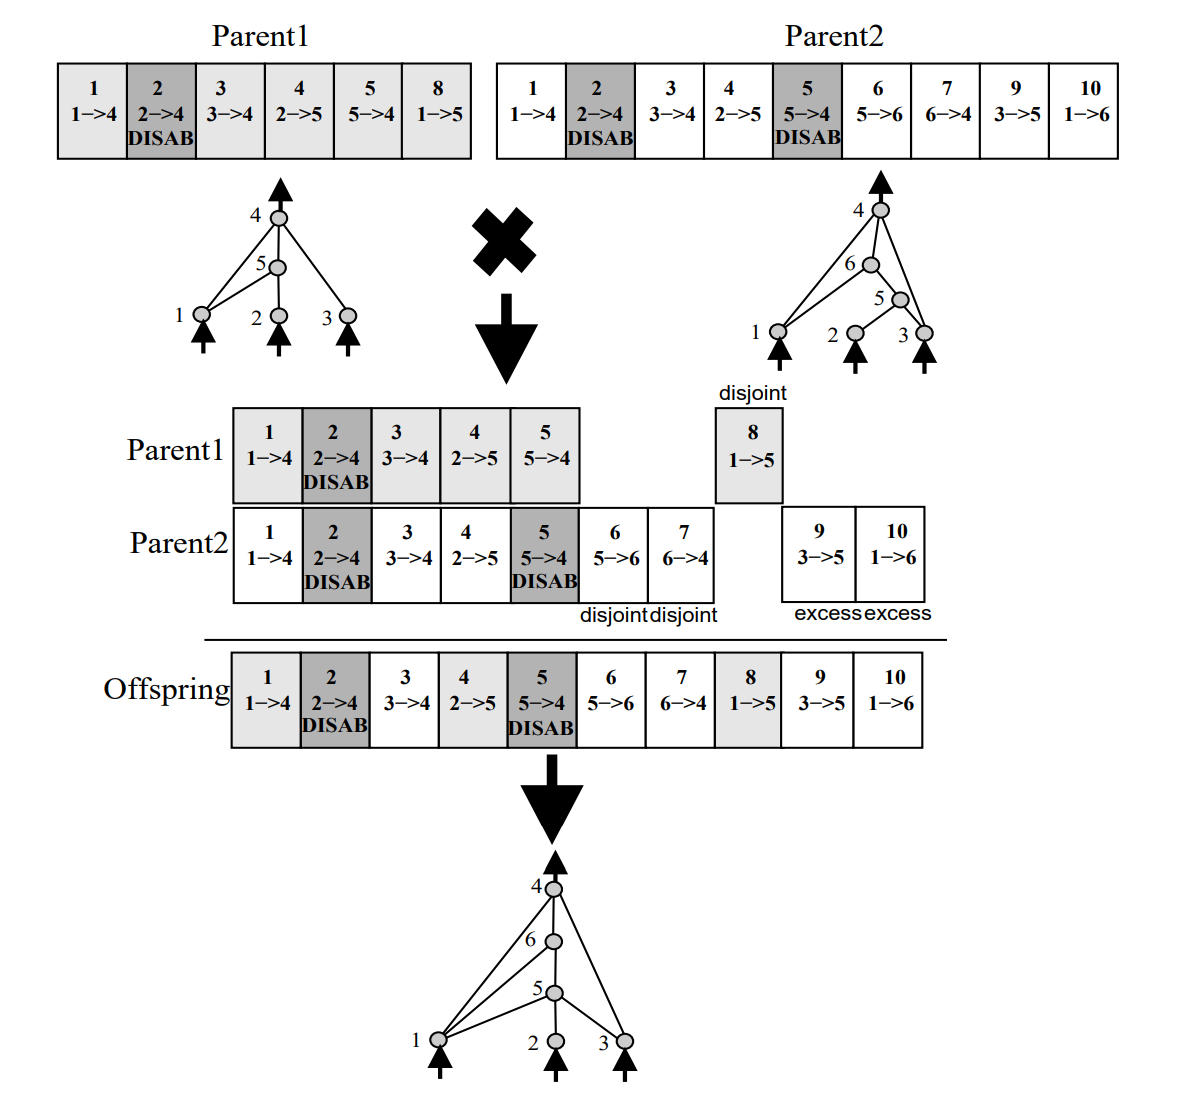 Parent1
Parent2
1 2 3 4 5 8
1−>4 2−>4 3−>4 2−>5 5−>4 1−>5
DISAB
1 2 3 4 5 6 7 9 10
1−>4 2−>4 3−>4 2−>5 5−>4 5−>6 6−>4 3−>5 1−>6
DISAB DISAB
4
5
1 2 3
4
6
5
1 2 3
disjoint
Parent1
1 2 3 4 5 8
1−>4 2−>4 3−>4 2−>5 5−>4 1−>5
DISAB
Parent2
1 2 3 4 5 6 7 9 10
1−>4 2−>4 3−>4 2−>5 5−>4 5−>6 6−>4 3−>5 1−>6
DISAB DISAB
disjoint disjoint excess excess
Offspring
1 2 3 4 5 6 7 8 9 10
1−>4 2−>4 3−>4 2−>5 5−>4 5−>6 6−>4 1−>5 3−>5 1−>6
DISAB DISAB
4
6
5
1 2 3